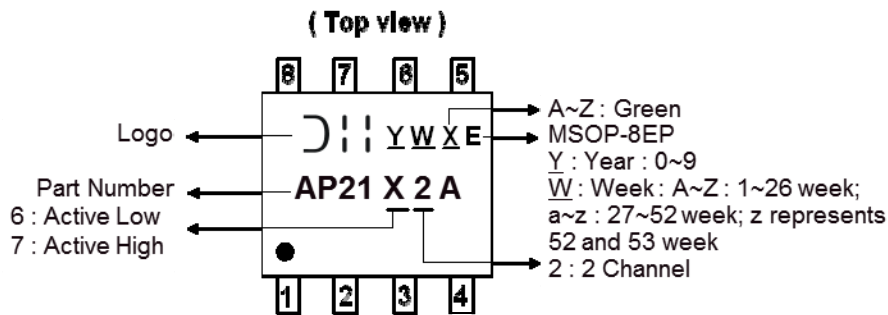 ( Top view )
8 7 6 5
Logo
Y W X E
A~Z : Green
MSOP-8EP
Y : Year : 0~9
W : Week : A~Z : 1~26 week;
a~z : 27~52 week; z represents
52 and 53 week
2 : 2 Channel
Part Number
AP21 X 2 A
6 : Active Low
7 : Active High
1 2 3 4